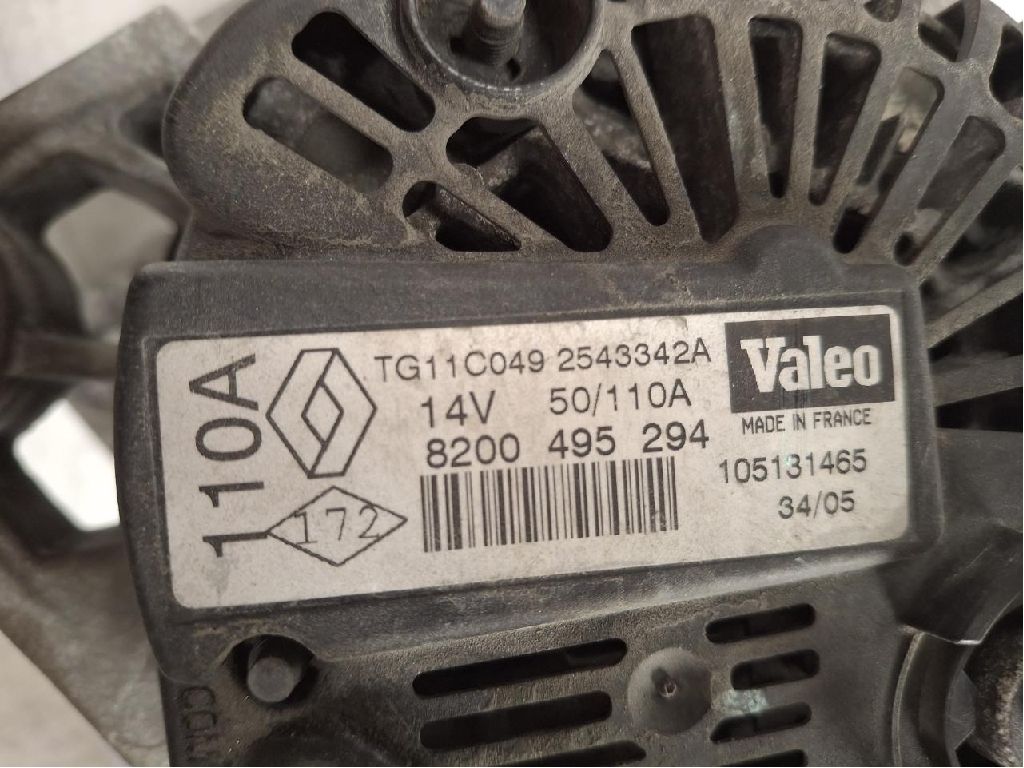 110A
TG11C049 2543342A
14V 50/110A
8200 495 294
172
Valeo
MADE IN FRANCE
105131465
34/05